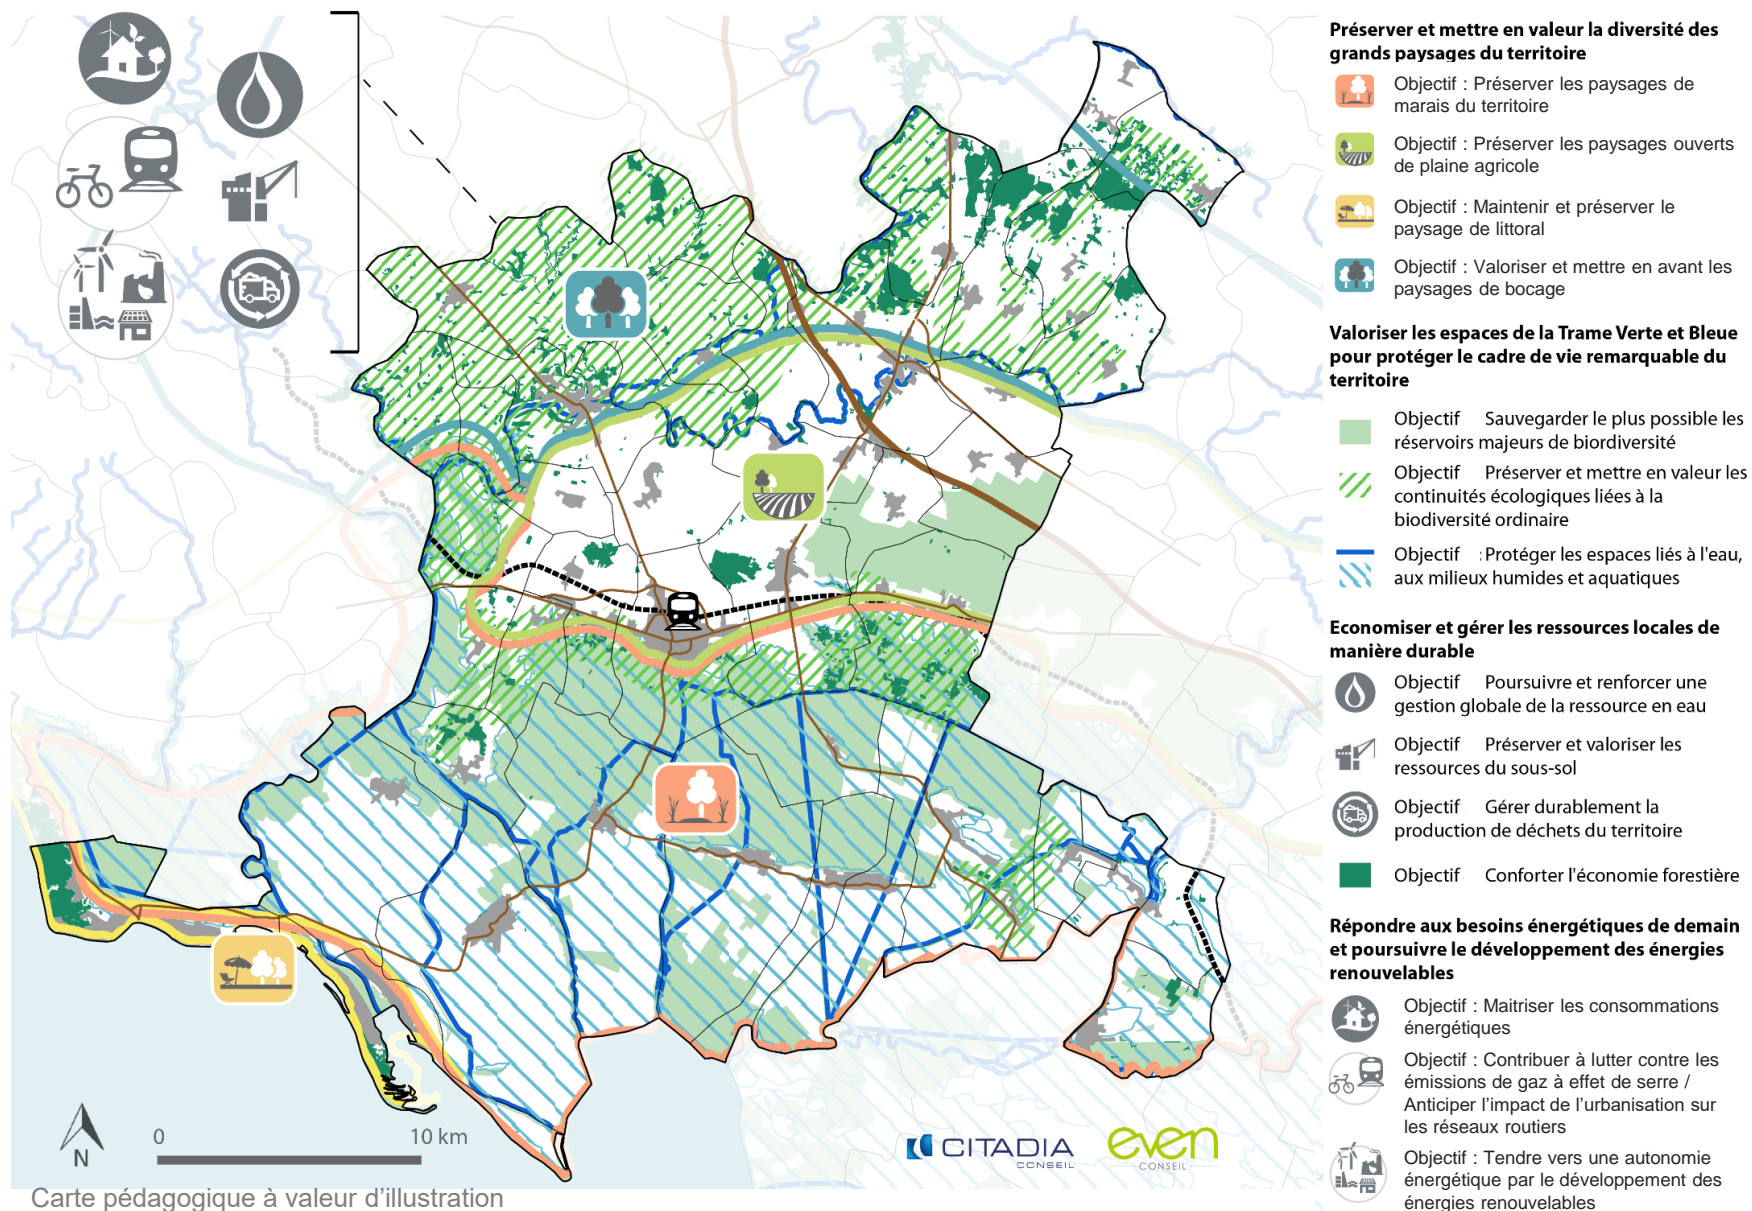 Préserver et mettre en valeur la diversité des
grands paysages du territoire
Objectif : Préserver les paysages de
marais du territoire
Objectif : Préserver les paysages ouverts
de plaine agricole
Objectif : Maintenir et préserver le
paysage de littoral
Objectif : Valoriser et mettre en avant les
paysages de bocage
Valoriser les espaces de la Trame Verte et Bleue
pour protéger le cadre de vie remarquable du
territoire
Objectif Sauvegarder le plus possible les
réservoirs majeurs de biordiversité
Objectif Préserver et mettre en valeur les
continuités écologiques liées à la
biodiversité ordinaire
Objectif : Protéger les espaces liés à l'eau,
aux milieux humides et aquatiques
Economiser et gérer les ressources locales de
manière durable
Objectif Poursuivre et renforcer une
gestion globale de la ressource en eau
Objectif Préserver et valoriser les
ressources du sous-sol
Objectif Gérer durablement la
production de déchets du territoire
Objectif Conforter l'économie forestière
Répondre aux besoins énergétiques de demain
et poursuivre le développement des énergies
renouvelables
Objectif : Maitriser les consommations
énergétiques
Objectif : Contribuer à lutter contre les
émissions de gaz à effet de serre /
Anticiper l'impact de l'urbanisation sur
les réseaux routiers
Objectif : Tendre vers une autonomie
énergétique par le développement des
énergies renouvelables
N
0 10 km
CITADIA
CONSEIL
even
CONSEIL
Carte pédagogique à valeur d'illustration